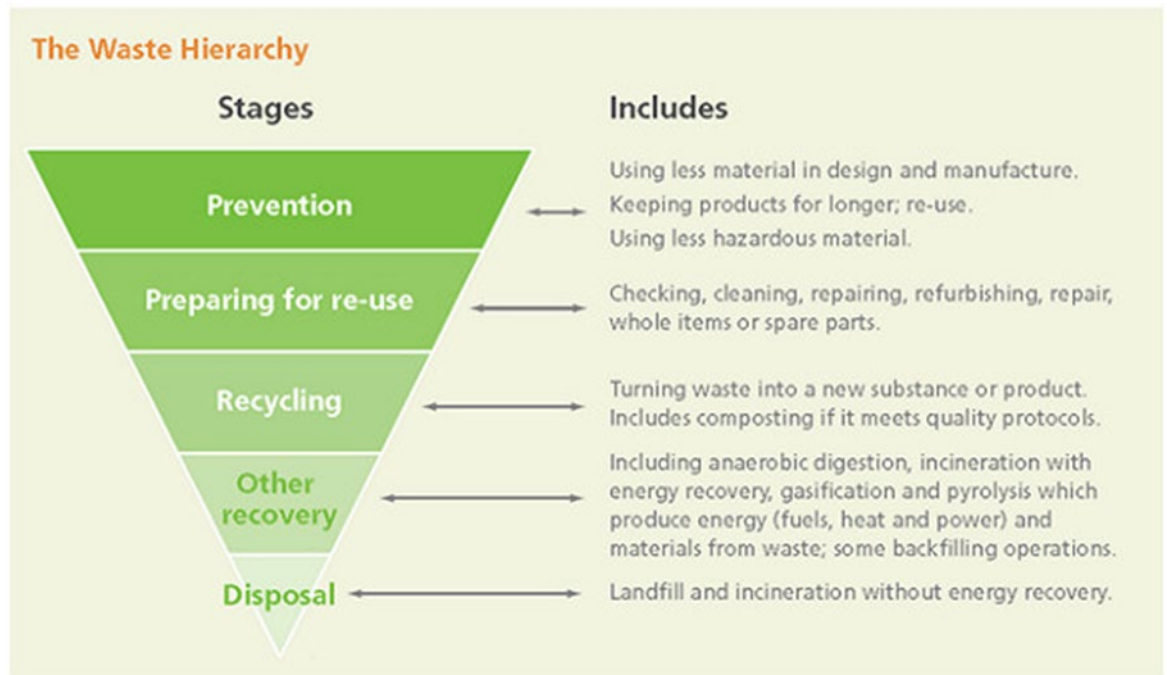 The Waste Hierarchy
Stages
Includes
Prevention
Using less material in design and manufacture.
Keeping products for longer; re-use.
Using less hazardous material.
Preparing for re-use
Checking, cleaning, repairing, refurbishing, repair,
whole items or spare parts.
Recycling
Turning waste into a new substance or product.
Includes composting if it meets quality protocols.
Other
recovery
Including anaerobic digestion, incineration with
energy recovery, gasification and pyrolysis which
produce energy (fuels, heat and power) and
materials from waste; some backfilling operations.
Disposal
Landfill and incineration without energy recovery.